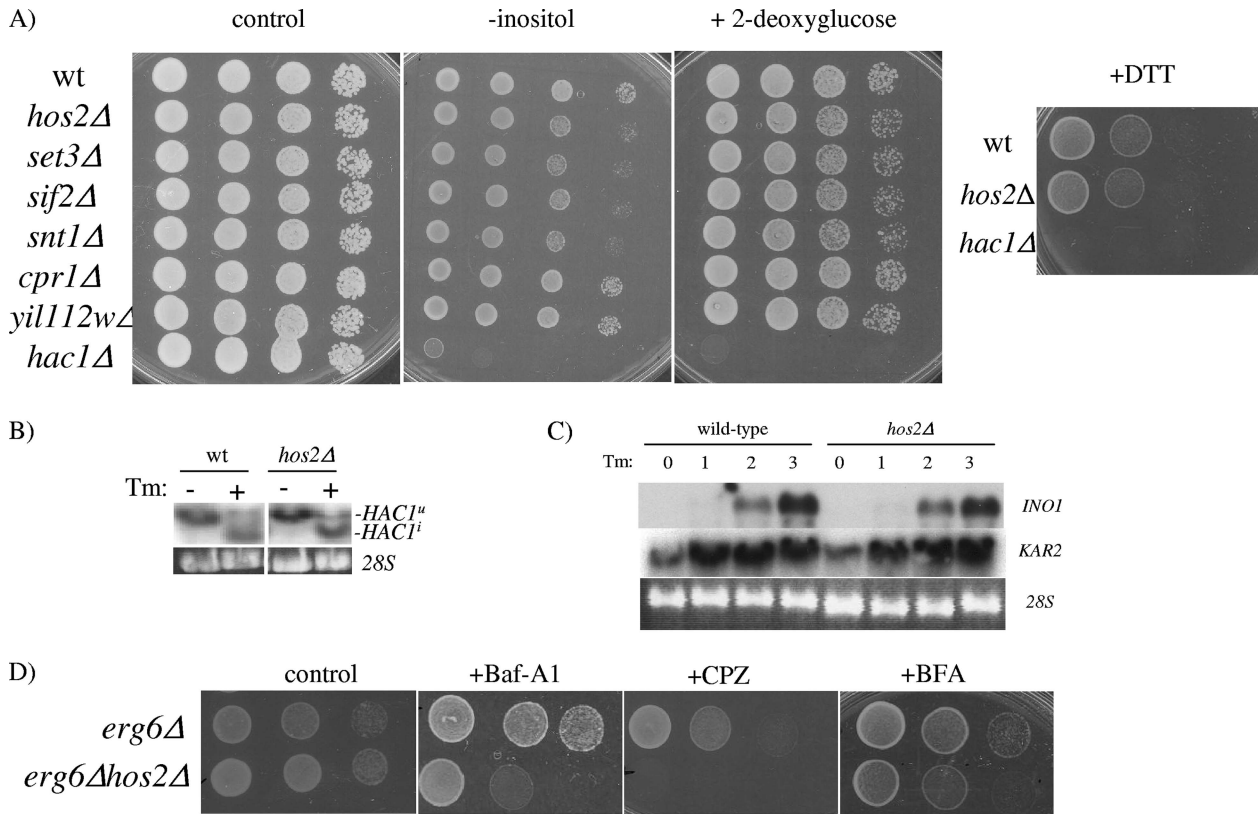 A)
control
-inositol
+ 2-deoxyglucose
+DTT
wt
hos2Δ
set3Δ
sif2Δ
snt1Δ
cpr1Δ
yil112wΔ
hac1Δ
wt
hos2Δ
hac1Δ
B)
wt
hos2Δ
Tm:
-
+
-
+
-HAC1ᵘ
-HAC1ⁱ
28S
C)
wild-type
hos2Δ
Tm: 0 1 2 3 0 1 2 3
INO1
KAR2
28S
D)
control
+Baf-A1
+CPZ
+BFA
erg6Δ
erg6Δhos2Δ